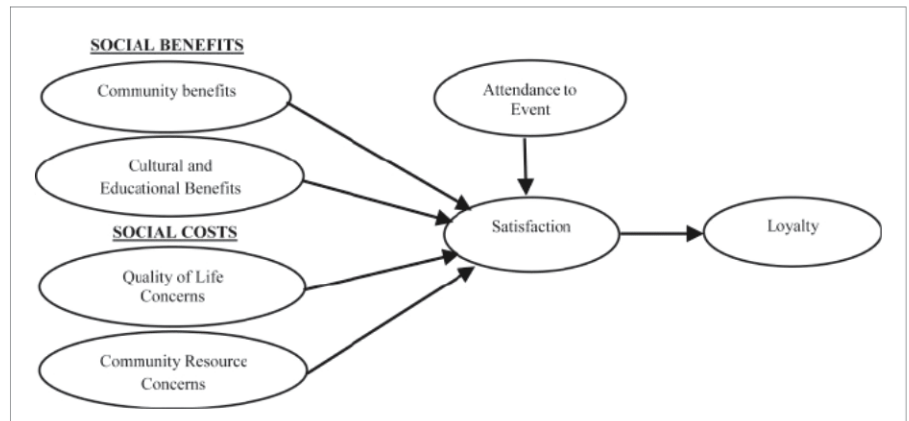 SOCIAL BENEFITS
Community benefits
Cultural and
Educational Benefits
SOCIAL COSTS
Quality of Life
Concerns
Community Resource
Concerns
Attendance to
Event
Satisfaction
Loyalty